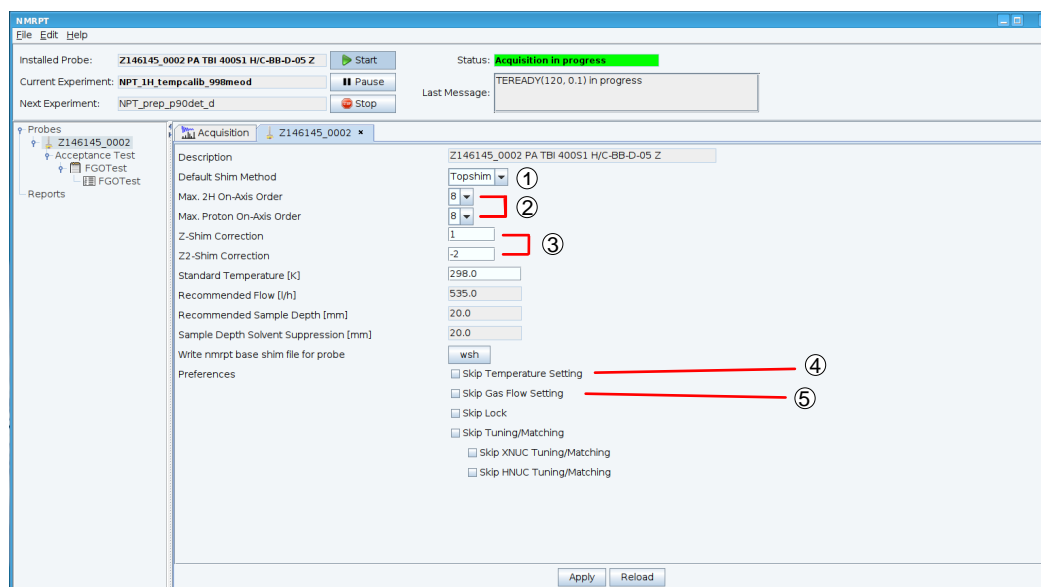 NMRPT
File Edit Help
Installed Probe: Z146145_0002 PA TBI 400S1 H/C-BB-D-05 Z Start Status: Acquisition in progress
Current Experiment: NPT_1H_tempcalib_998meod Pause Last Message: TEREADY(120, 0.1) in progress
Next Experiment: NPT_prep_p90det_d Stop
Probes
Z146145_0002
Acceptance Test
FGOTest
FGOTest
Reports
Acquisition Z146145_0002 ×
Description Z146145_0002 PA TBI 400S1 H/C-BB-D-05 Z
Default Shim Method Topshim ①
Max. 2H On-Axis Order 8 ②
Max. Proton On-Axis Order 8
Z-Shim Correction 1 ③
Z2-Shim Correction -2
Standard Temperature [K] 298.0
Recommended Flow [l/h] 535.0
Recommended Sample Depth [mm] 20.0
Sample Depth Solvent Suppression [mm] 20.0
Write nmrpt base shim file for probe wsh
Preferences Skip Temperature Setting ④
Skip Gas Flow Setting ⑤
Skip Lock
Skip Tuning/Matching
Skip XNUC Tuning/Matching
Skip HNUC Tuning/Matching
Apply Reload